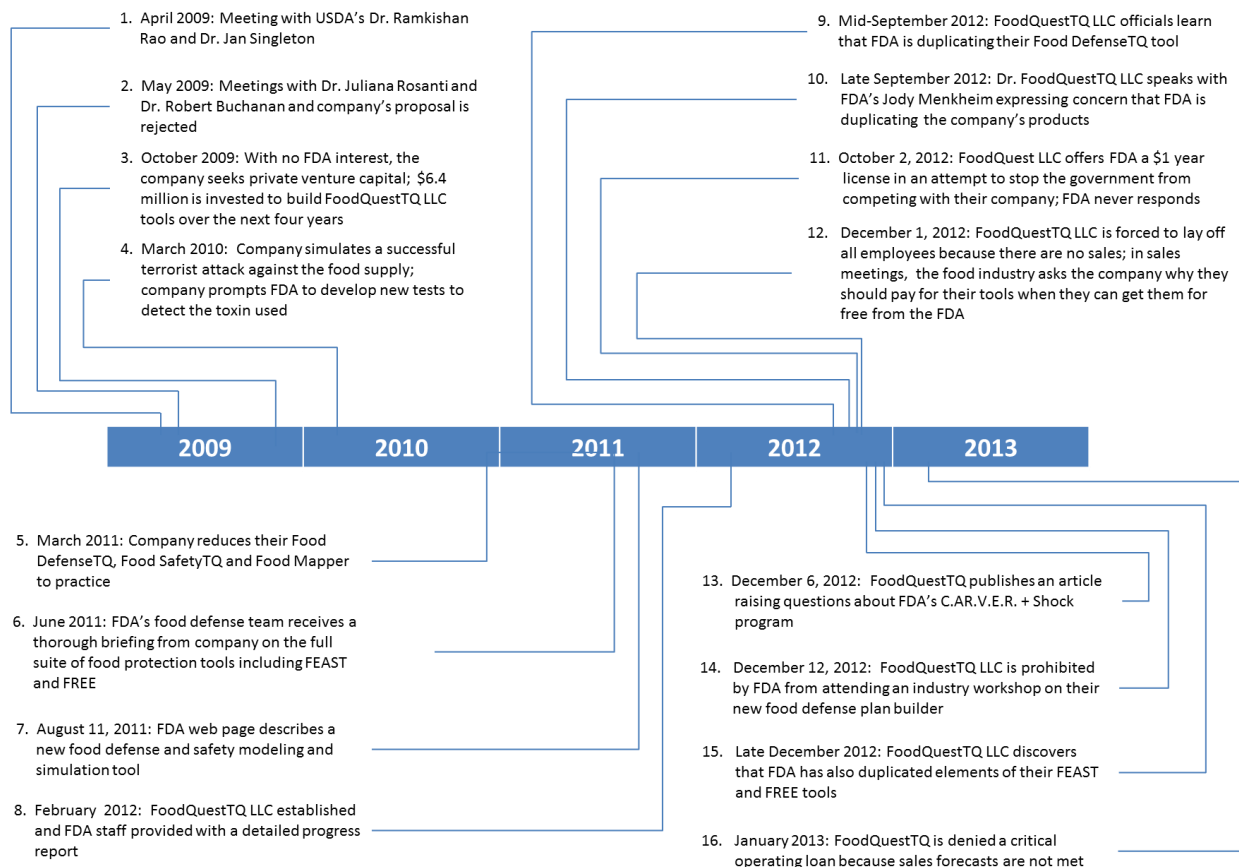 1. April 2009: Meeting with USDA's Dr. Ramkishan
Rao and Dr. Jan Singleton
2. May 2009: Meetings with Dr. Juliana Rosanti and
Dr. Robert Buchanan and company's proposal is
rejected
3. October 2009: With no FDA interest, the
company seeks private venture capital; $6.4
million is invested to build FoodQuestTQ LLC
tools over the next four years
4. March 2010: Company simulates a successful
terrorist attack against the food supply;
company prompts FDA to develop new tests to
detect the toxin used
9. Mid-September 2012: FoodQuestTQ LLC officials learn
that FDA is duplicating their Food DefenseTQ tool
10. Late September 2012: Dr. FoodQuestTQ LLC speaks with
FDA's Jody Menkheim expressing concern that FDA is
duplicating the company's products
11. October 2, 2012: FoodQuest LLC offers FDA a $1 year
license in an attempt to stop the government from
competing with their company; FDA never responds
12. December 1, 2012: FoodQuestTQ LLC is forced to lay off
all employees because there are no sales; in sales
meetings, the food industry asks the company why they
should pay for their tools when they can get them for
free from the FDA
2009 2010 2011 2012 2013
5. March 2011: Company reduces their Food
DefenseTQ, Food SafetyTQ and Food Mapper
to practice
6. June 2011: FDA's food defense team receives a
thorough briefing from company on the full
suite of food protection tools including FEAST
and FREE
7. August 11, 2011: FDA web page describes a
new food defense and safety modeling and
simulation tool
8. February 2012: FoodQuestTQ LLC established
and FDA staff provided with a detailed progress
report
13. December 6, 2012: FoodQuestTQ publishes an article
raising questions about FDA's C.AR.V.E.R. + Shock
program
14. December 12, 2012: FoodQuestTQ LLC is prohibited
by FDA from attending an industry workshop on their
new food defense plan builder
15. Late December 2012: FoodQuestTQ LLC discovers
that FDA has also duplicated elements of their FEAST
and FREE tools
16. January 2013: FoodQuestTQ is denied a critical
operating loan because sales forecasts are not met